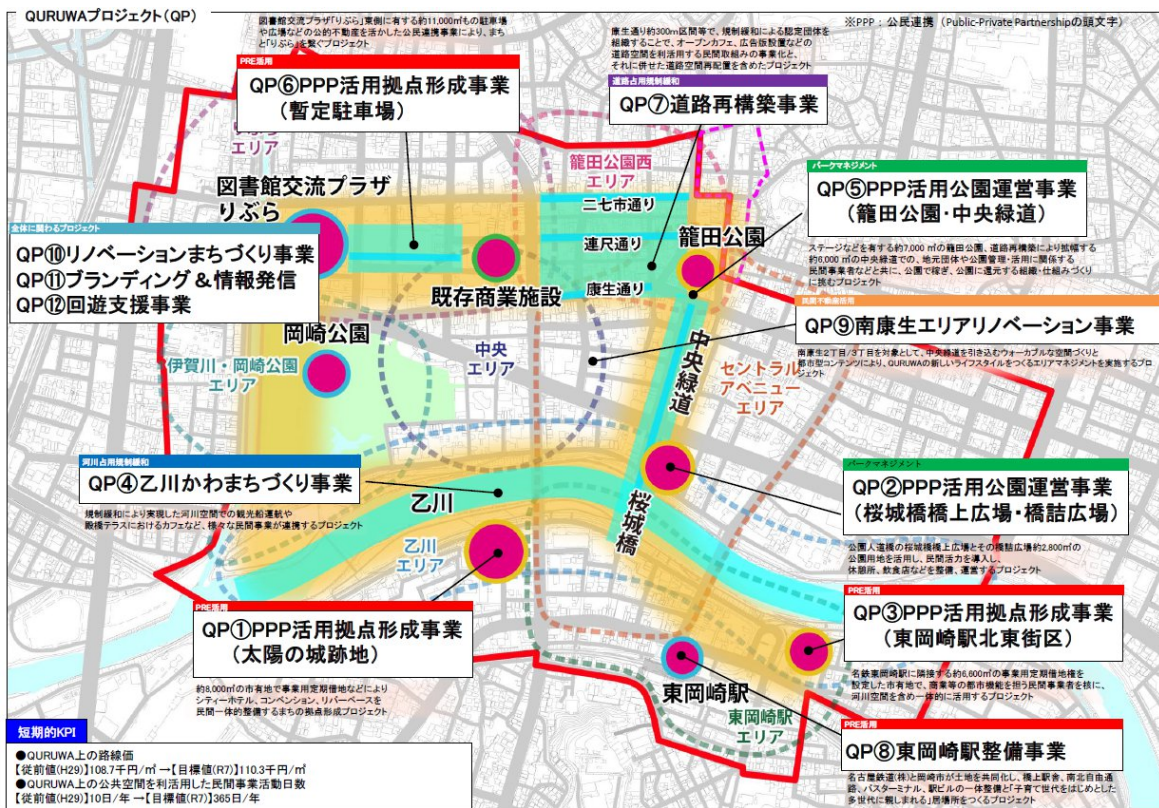 QURUWAプロジェクト(QP)
図書館交流プラザ「りぶら」東側に有する約11,000㎡もの駐車場
や広場などの公的不動産を活かした公民連携事業により、まち
と「りぶら」を繋ぐプロジェクト
※PPP：公民連携（Public-Private Partnershipの頭文字）
康生通り約300m区間等で、規制緩和による認定団体を
組織することで、オープンカフェ、広告板設置などの
道路空間を利活用する民間取組みの事業化と、
それに併せた道路空間再配置を含めたプロジェクト
PRE活用
QP⑥PPP活用拠点形成事業
(暫定駐車場)
道路占用規制緩和
QP⑦道路再構築事業
りぶら
エリア
籠田公園西
エリア
パークマネジメント
QP⑤PPP活用公園運営事業
(籠田公園・中央緑道)
ステージなどを有する約7,000 ㎡の籠田公園、道路再構築により拡幅する
約6,000 ㎡の中央緑道での、地元団体や公園管理・活用に関係する
民間事業者などと共に、公園で稼ぎ、公園に還元する組織・仕組みづくり
に挑むプロジェクト
図書館交流プラザ
りぶら
二七市通り
連尺通り
康生通り
籠田公園
既存商業施設
全体に関わるプロジェクト
QP⑩リノベーションまちづくり事業
QP⑪ブランディング＆情報発信
QP⑫回遊支援事業
民間不動産活用
QP⑨南康生エリアリノベーション事業
南康生2丁目/3丁目を対象として、中央緑道を引き込むウォーカブルな空間づくりと
都市型コンテンツにより、QURUWAの新しいライフスタイルをつくるエリアマネジメントを実施するプロ
ジェクト
岡崎公園
伊賀川・岡崎公園
エリア
中央
エリア
中央緑道
セントラル
アベニュー
エリア
河川占用規制緩和
QP④乙川かわまちづくり事業
規制緩和により実現した河川空間での観光船運航や
殿橋テラスにおけるカフェなど、様々な民間事業が連携するプロジェクト
乙川
乙川
エリア
桜城橋
パークマネジメント
QP②PPP活用公園運営事業
(桜城橋橋上広場・橋詰広場)
公園人道橋の桜城橋橋上広場とその橋詰広場約2,800㎡の
公園用地を活用し、民間活力を導入し、
休憩所、飲食店などを整備、運営するプロジェクト
PRE活用
QP①PPP活用拠点形成事業
(太陽の城跡地)
約8,000㎡の市有地で事業用定期借地などにより
シティーホテル、コンベンション、リバーベースを
民間一体的整備するまちの拠点形成プロジェクト
PRE活用
QP③PPP活用拠点形成事業
(東岡崎駅北東街区)
名鉄東岡崎駅に隣接する約6,600㎡の事業用定期借地権を
設定した市有地で、商業等の都市機能を担う民間事業者を核に、
河川空間を含め一体的に活用するプロジェクト
東岡崎駅
東岡崎駅
エリア
PRE活用
QP⑧東岡崎駅整備事業
名古屋鉄道(株)と岡崎市が土地を共同化し、橋上駅舎、南北自由通
路、バスターミナル、駅ビルの一体整備と「子育て世代をはじめとした
多世代に親しまれる」居場所をつくるプロジェクト
短期的KPI
●QURUWA上の路線価
【従前値(H29)】108.7千円/㎡→【目標値(R7)】110.3千円/㎡
●QURUWA上の公共空間を利活用した民間事業活動日数
【従前値(H29)】10日/年 →【目標値(R7)】365日/年